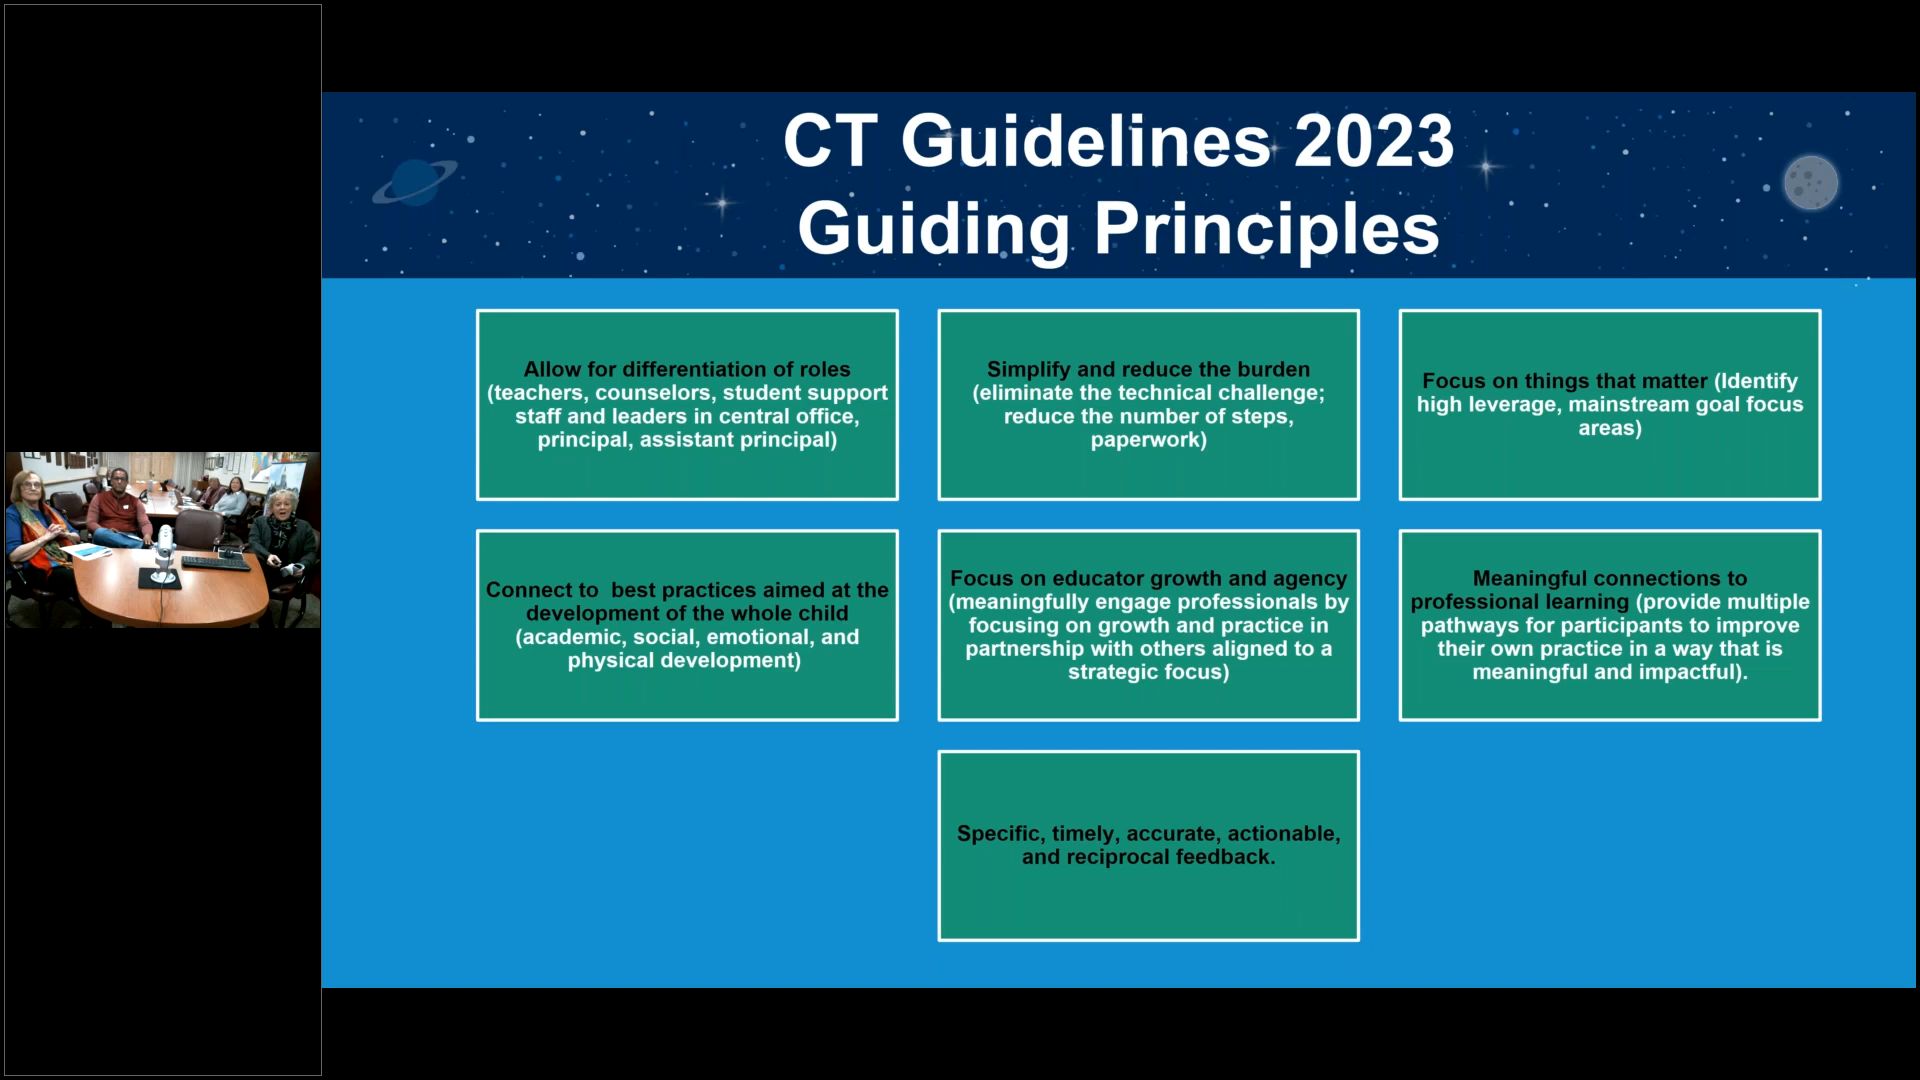 CT Guidelines 2023
Guiding Principles
Allow for differentiation of roles
(teachers, counselors, student support
staff and leaders in central office,
principal, assistant principal)
Simplify and reduce the burden
(eliminate the technical challenge;
reduce the number of steps,
paperwork)
Focus on things that matter (Identify
high leverage, mainstream goal focus
areas)
Connect to  best practices aimed at the
development of the whole child
(academic, social, emotional, and
physical development)
Focus on educator growth and agency
(meaningfully engage professionals by
focusing on growth and practice in
partnership with others aligned to a
strategic focus)
Meaningful connections to
professional learning (provide multiple
pathways for participants to improve
their own practice in a way that is
meaningful and impactful).
Specific, timely, accurate, actionable,
and reciprocal feedback.